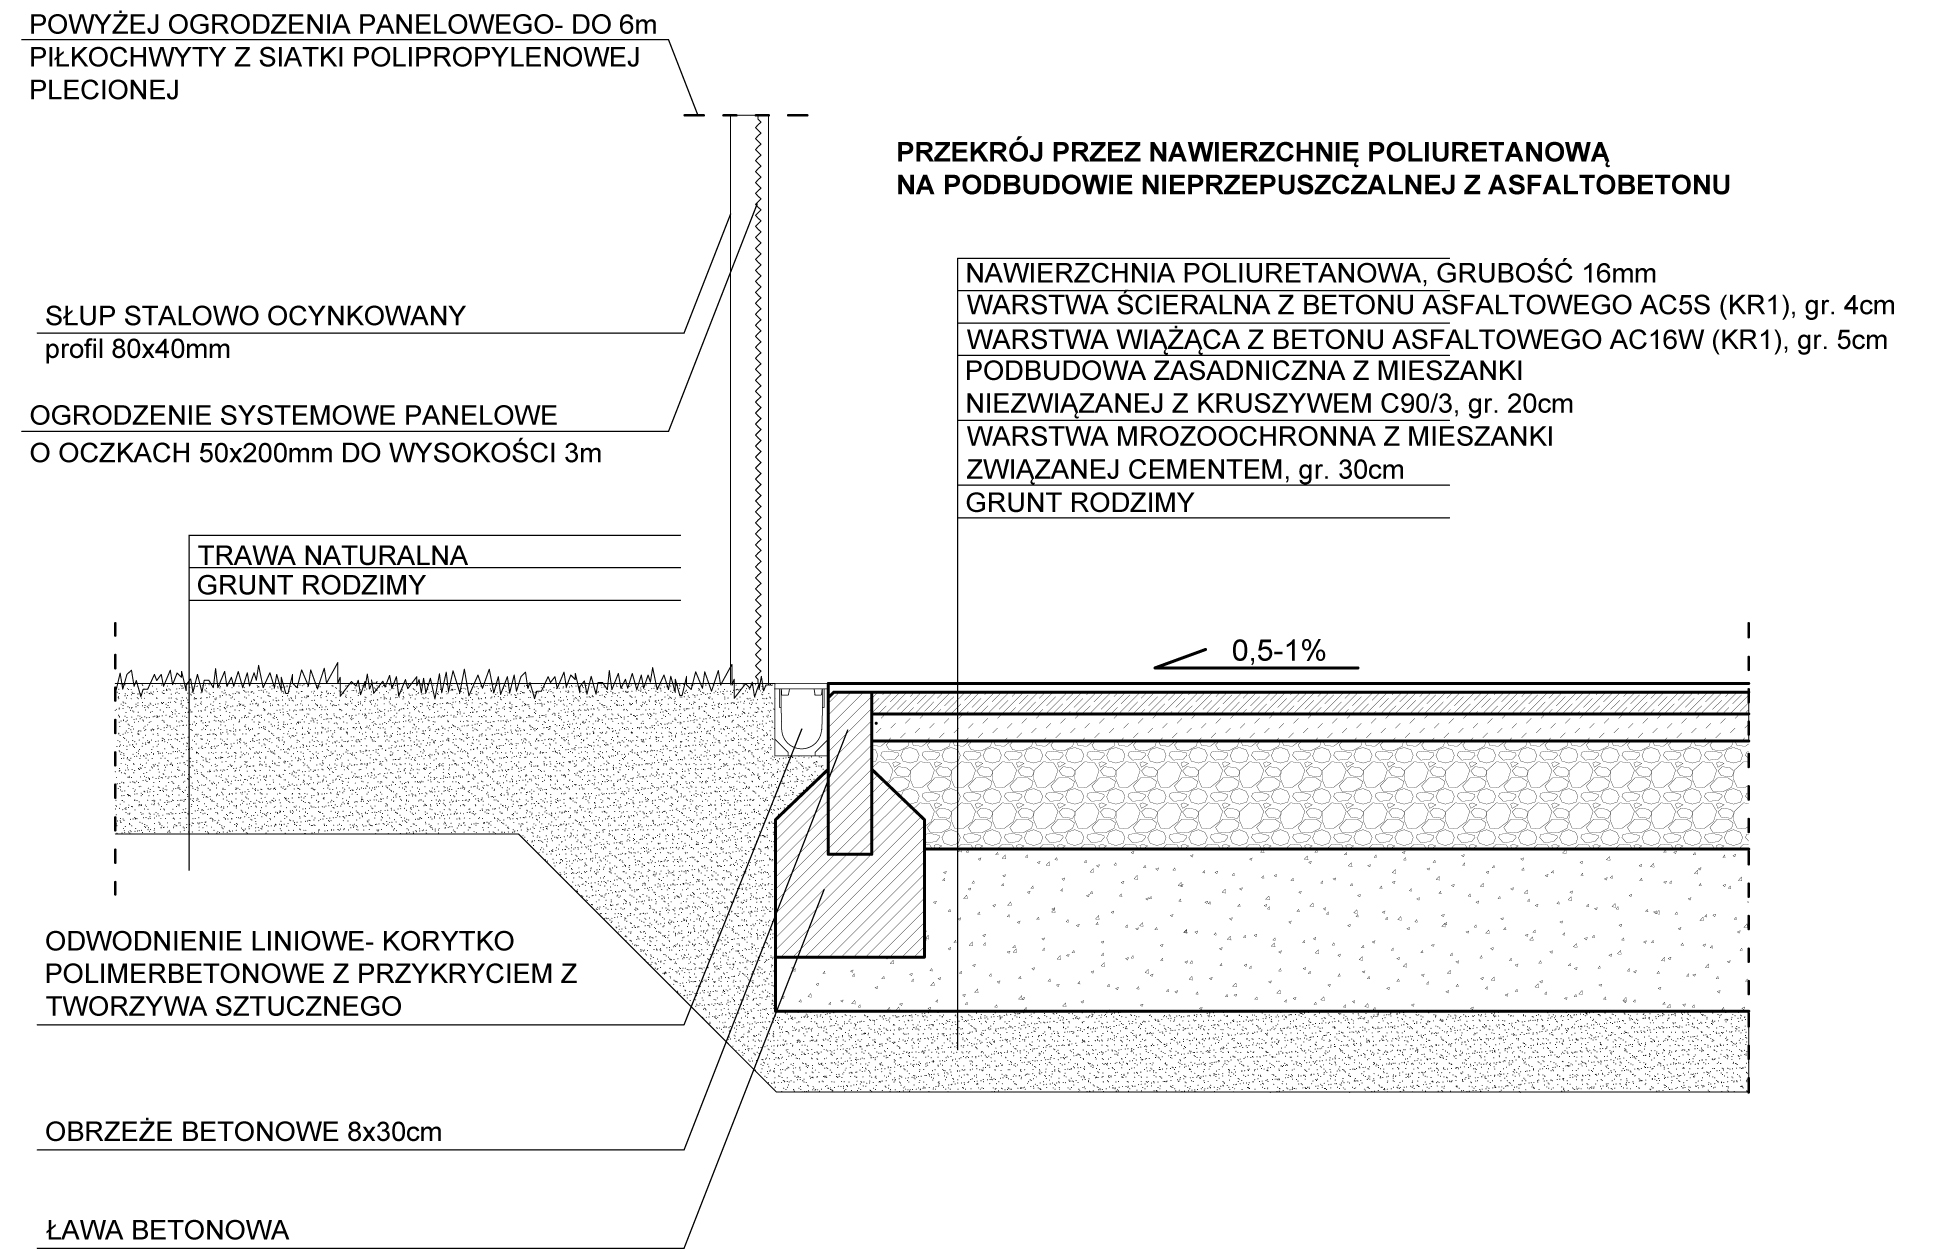 POWYŻEJ OGRODZENIA PANELOWEGO- DO 6m
PIŁKOCHWYTY Z SIATKI POLIPROPYLENOWEJ
PLECIONEJ
PRZEKRÓJ PRZEZ NAWIERZCHNIĘ POLIURETANOWĄ
NA PODBUDOWIE NIEPRZEPUSZCZALNEJ Z ASFALTOBETONU
NAWIERZCHNIA POLIURETANOWA, GRUBOŚĆ 16mm
WARSTWA ŚCIERALNA Z BETONU ASFALTOWEGO AC5S (KR1), gr. 4cm
WARSTWA WIĄŻĄCA Z BETONU ASFALTOWEGO AC16W (KR1), gr. 5cm
PODBUDOWA ZASADNICZNA Z MIESZANKI
NIEZWIĄZANEJ Z KRUSZYWEM C90/3, gr. 20cm
WARSTWA MROZOOCHRONNA Z MIESZANKI
ZWIĄZANEJ CEMENTEM, gr. 30cm
GRUNT RODZIMY
SŁUP STALOWO OCYNKOWANY
profil 80x40mm
OGRODZENIE SYSTEMOWE PANELOWE
O OCZKACH 50x200mm DO WYSOKOŚCI 3m
TRAWA NATURALNA
GRUNT RODZIMY
0,5-1%
ODWODNIENIE LINIOWE- KORYTKO
POLIMERBETONOWE Z PRZYKRYCIEM Z
TWORZYWA SZTUCZNEGO
OBRZEŻE BETONOWE 8x30cm
ŁAWA BETONOWA